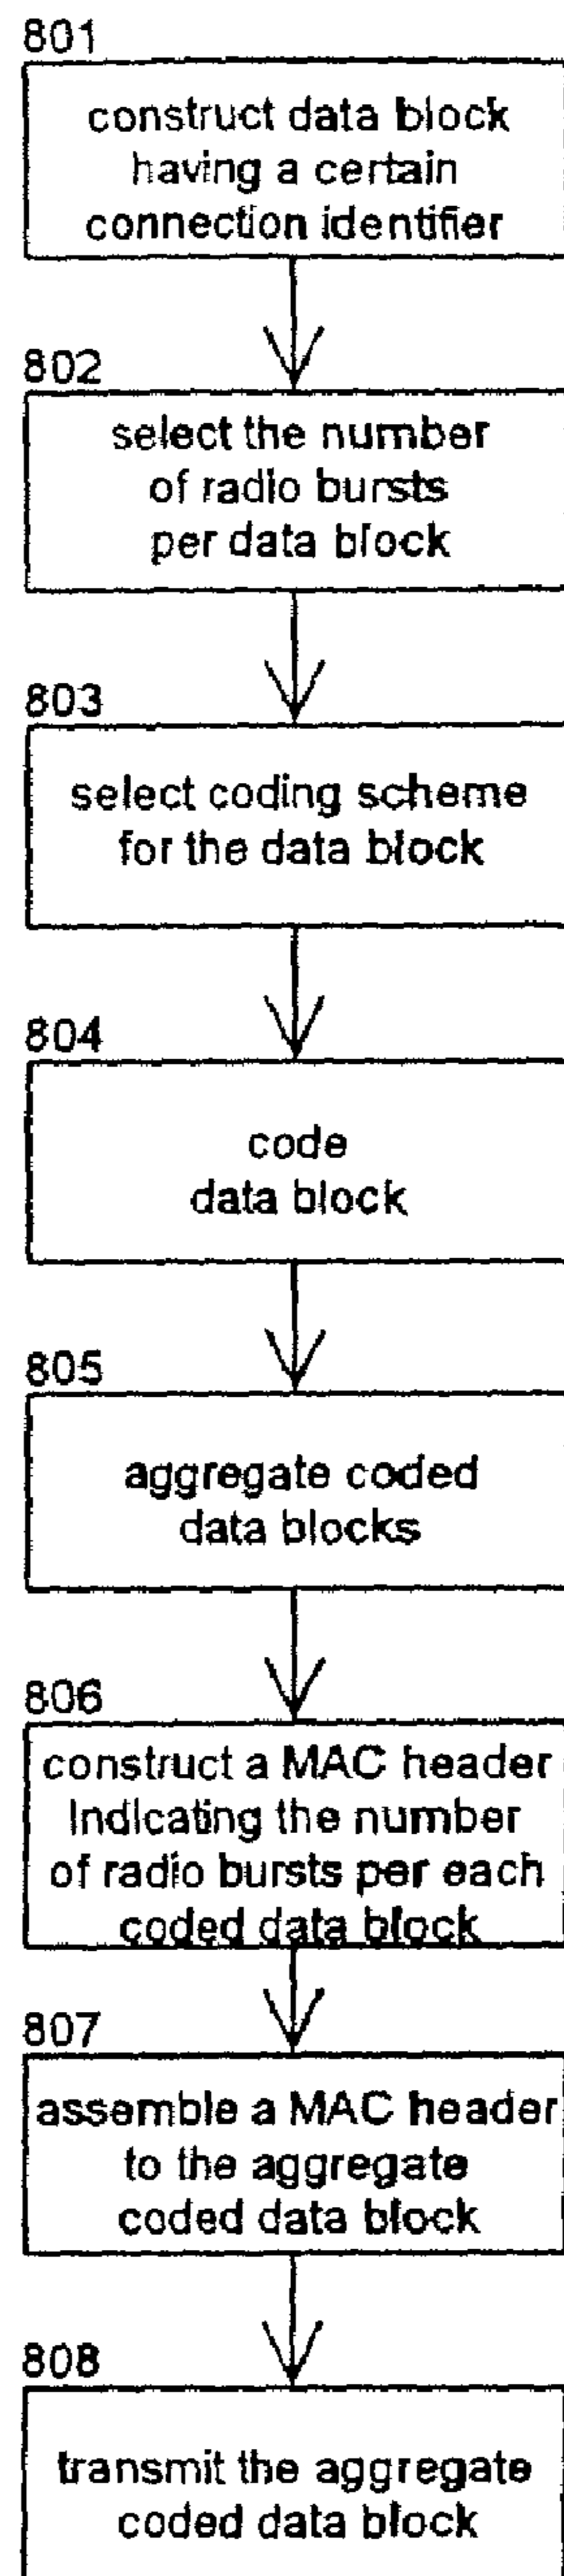 801
construct data block
having a certain
connection identifier
802
select the number
of radio bursts
per data block
803
select coding scheme
for the data block
804
code
data block
805
aggregate coded
data blocks
806
construct a MAC header
Indicating the number
of radio bursts per each
coded data block
807
assemble a MAC header
to the aggregate
coded data block
808
transmit the aggregate
coded data block